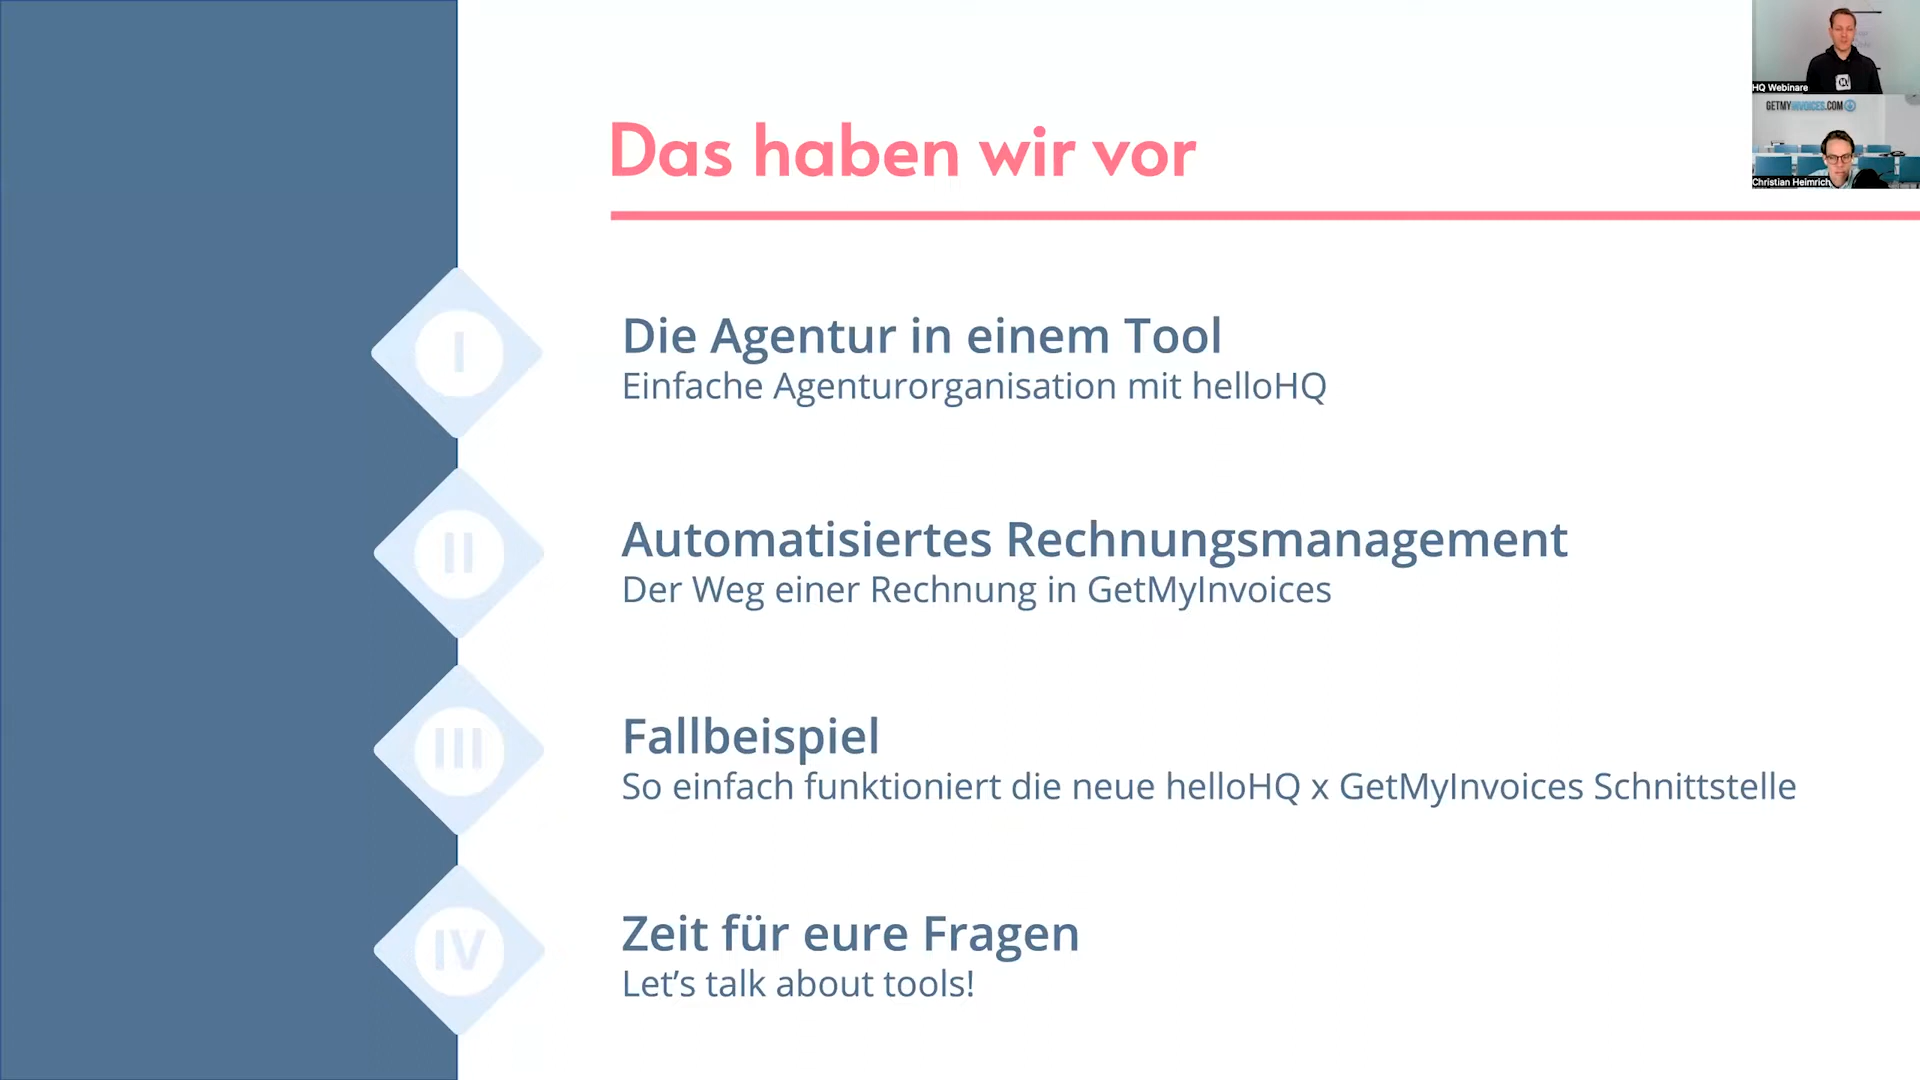 Das haben wir vor
HQ Webinare
GETMYINVOICES.COM
Christian Heimrich
I
Die Agentur in einem Tool
Einfache Agenturorganisation mit helloHQ
II
Automatisiertes Rechnungsmanagement
Der Weg einer Rechnung in GetMyInvoices
III
Fallbeispiel
So einfach funktioniert die neue helloHQ x GetMyInvoices Schnittstelle
IV
Zeit für eure Fragen
Let’s talk about tools!